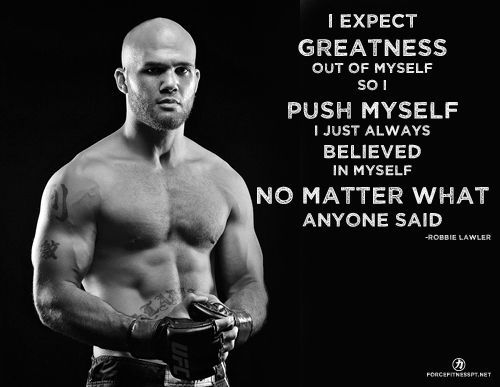 I EXPECT
GREATNESS
OUT OF MYSELF
SO I
PUSH MYSELF
I JUST ALWAYS
BELIEVED
IN MYSELF
NO MATTER WHAT
ANYONE SAID
-ROBBIE LAWLER
UFC
FORCEFITNESSPT.NET